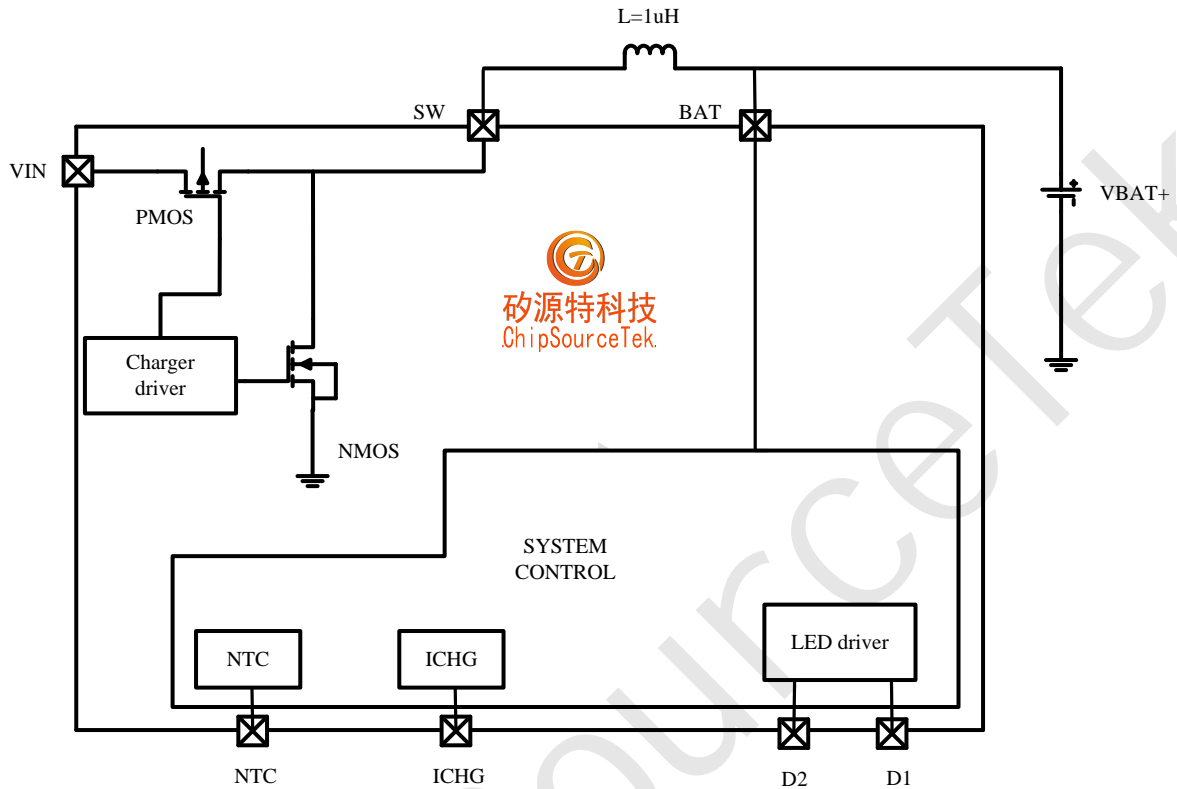 L=1uH
SW
BAT
VIN
PMOS
VBAT+
矽源特科技
ChipSourceTek.
Charger
driver
NMOS
SYSTEM
CONTROL
NTC
ICHG
LED driver
NTC
ICHG
D2
D1
ourceTek